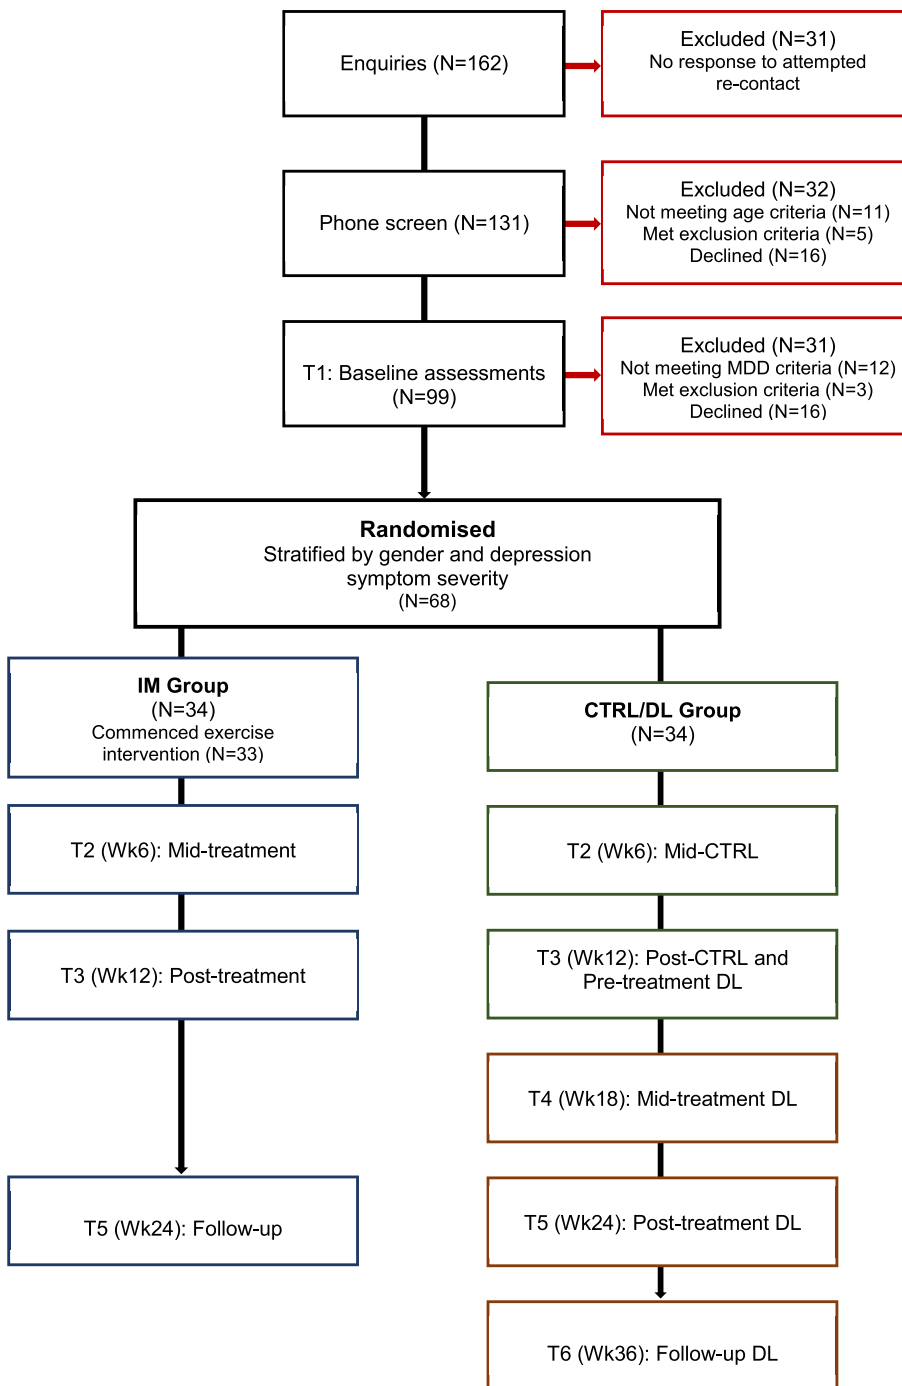 Enquiries (N=162)
Excluded (N=31)
No response to attempted
re-contact
Phone screen (N=131)
Excluded (N=32)
Not meeting age criteria (N=11)
Met exclusion criteria (N=5)
Declined (N=16)
T1: Baseline assessments
(N=99)
Excluded (N=31)
Not meeting MDD criteria (N=12)
Met exclusion criteria (N=3)
Declined (N=16)
Randomised
Stratified by gender and depression
symptom severity
(N=68)
IM Group
(N=34)
Commenced exercise
intervention (N=33)
CTRL/DL Group
(N=34)
T2 (Wk6): Mid-treatment
T2 (Wk6): Mid-CTRL
T3 (Wk12): Post-treatment
T3 (Wk12): Post-CTRL and
Pre-treatment DL
T4 (Wk18): Mid-treatment DL
T5 (Wk24): Follow-up
T5 (Wk24): Post-treatment DL
T6 (Wk36): Follow-up DL